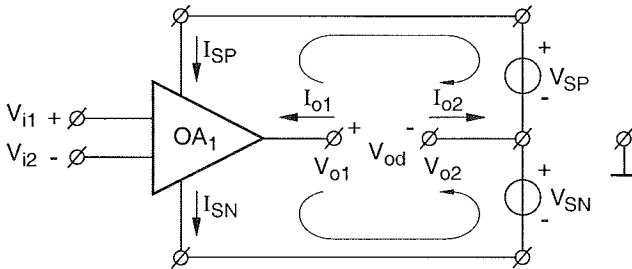 I_SP
+
V_SP
-
I_o1
I_o2
V_i1 +
OA_1
+
-
V_i2 -
V_o1
V_od
V_o2
I_SN
+
V_SN
-